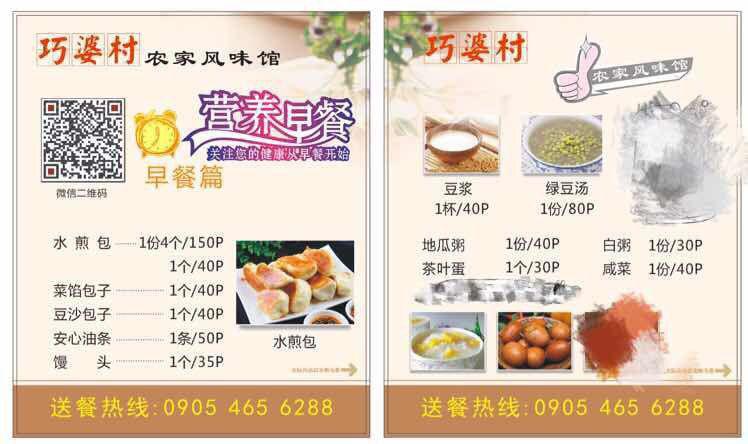 巧婆村 农家风味馆
营养早餐
关注您的健康从早餐开始
早餐篇
微信二维码
水煎包 1份4个/150P
1个/40P
菜馅包子 1个/40P
豆沙包子 1个/40P
安心油条 1条/50P
馒头 1个/35P
水煎包
送餐热线:0905 465 6288
巧婆村
农家风味馆
豆浆
1杯/40P
绿豆汤
1份/80P
地瓜粥 1份/40P
白粥 1份/30P
茶叶蛋 1个/30P
咸菜 1份/40P
送餐热线:0905 465 6288